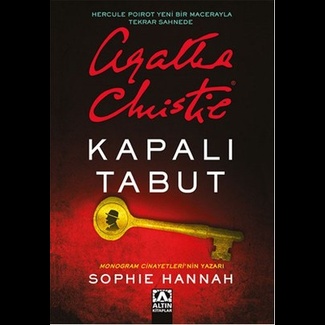 HERCULE POIROT YENİ BİR MACERAYLA
TEKRAR SAHNEDE
Agatha
Christie®
KAPALI
TABUT
MONOGRAM CİNAYETLERİ'NİN YAZARI
SOPHIE HANNAH
ALTIN
KİTAPLAR